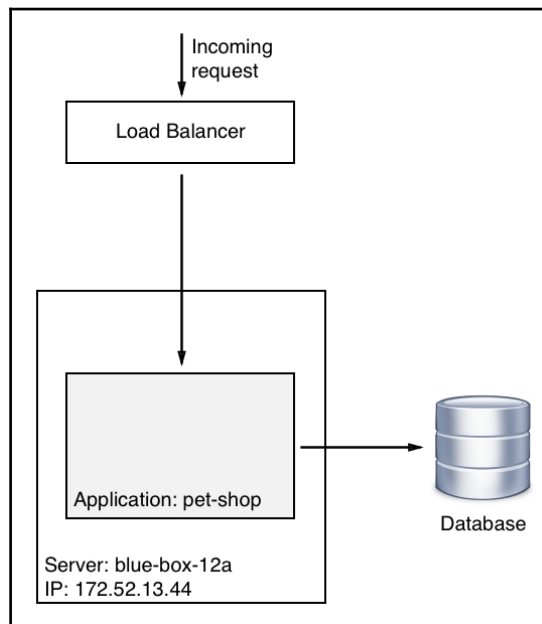 Incoming
request
Load Balancer
Application: pet-shop
Database
Server: blue-box-12a
IP: 172.52.13.44